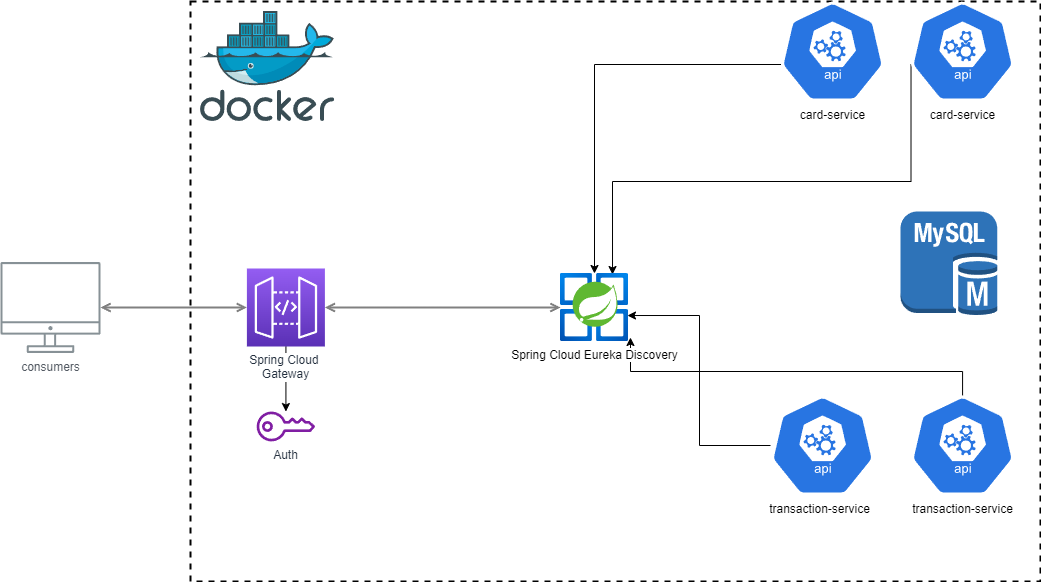 docker
api
api
card-service
card-service
MySQL
M
</>
consumers
Spring Cloud
Gateway
Spring Cloud Eureka Discovery
Auth
api
api
transaction-service
transaction-service